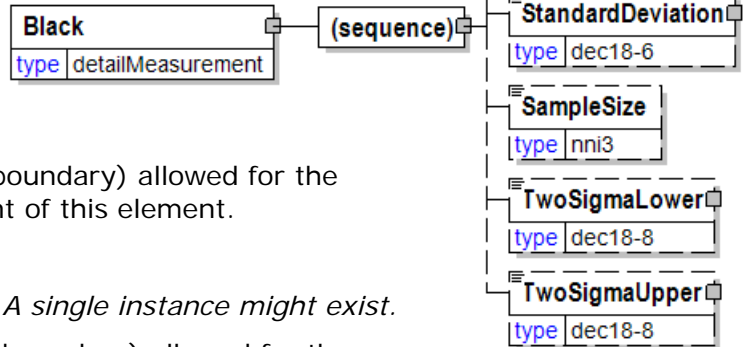 StandardDeviation
type dec18-6
Black
(sequence)
type detailMeasurement
SampleSize
type nni3
boundary) allowed for the
nt of this element.
TwoSigmaLower
type dec18-8
A single instance might exist.
TwoSigmaUpper
type dec18-8